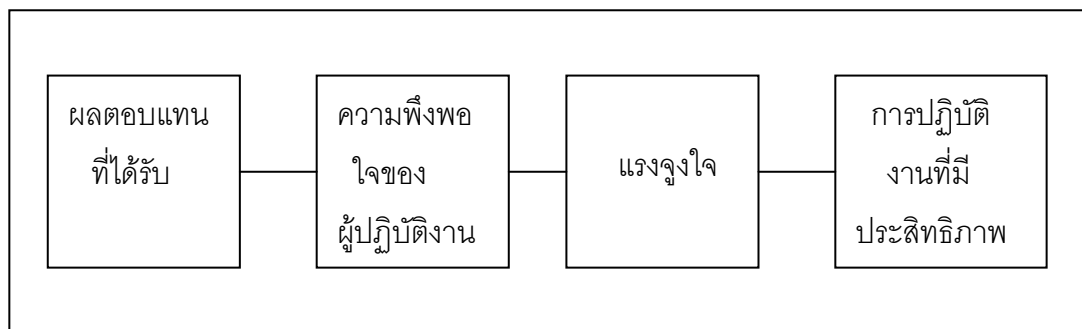 ผลตอบแทน
ที่ได้รับ
ความพึงพอ
ใจของ
ผู้ปฏิบัติงาน
แรงจูงใจ
การปฏิบัติ
งานที่มี
ประสิทธิภาพ